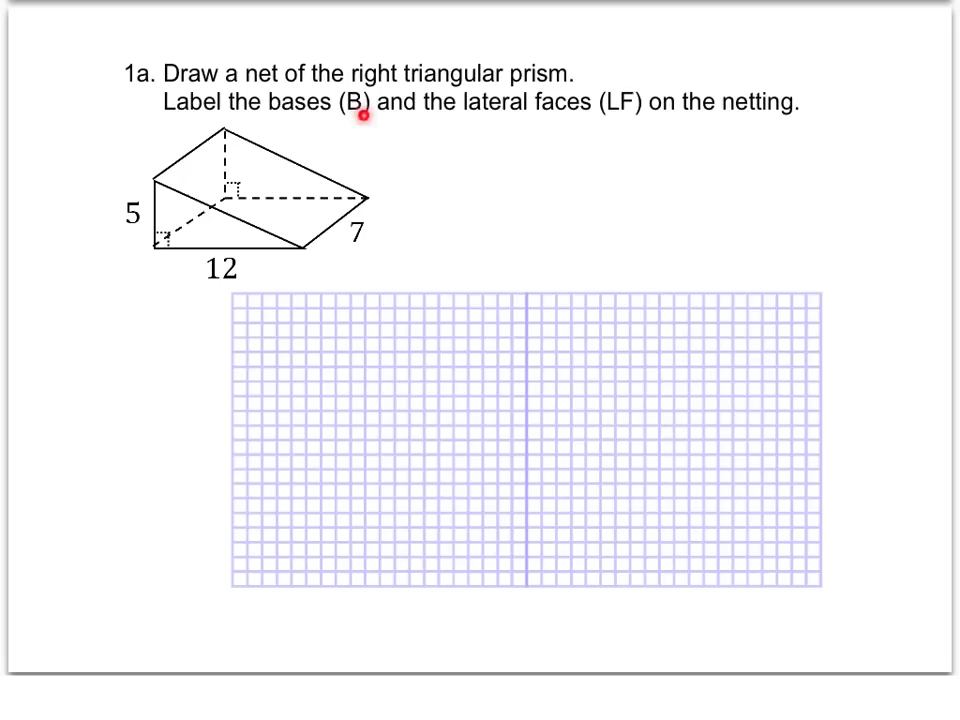 1a. Draw a net of the right triangular prism.
Label the bases (B) and the lateral faces (LF) on the netting.
5
7
12